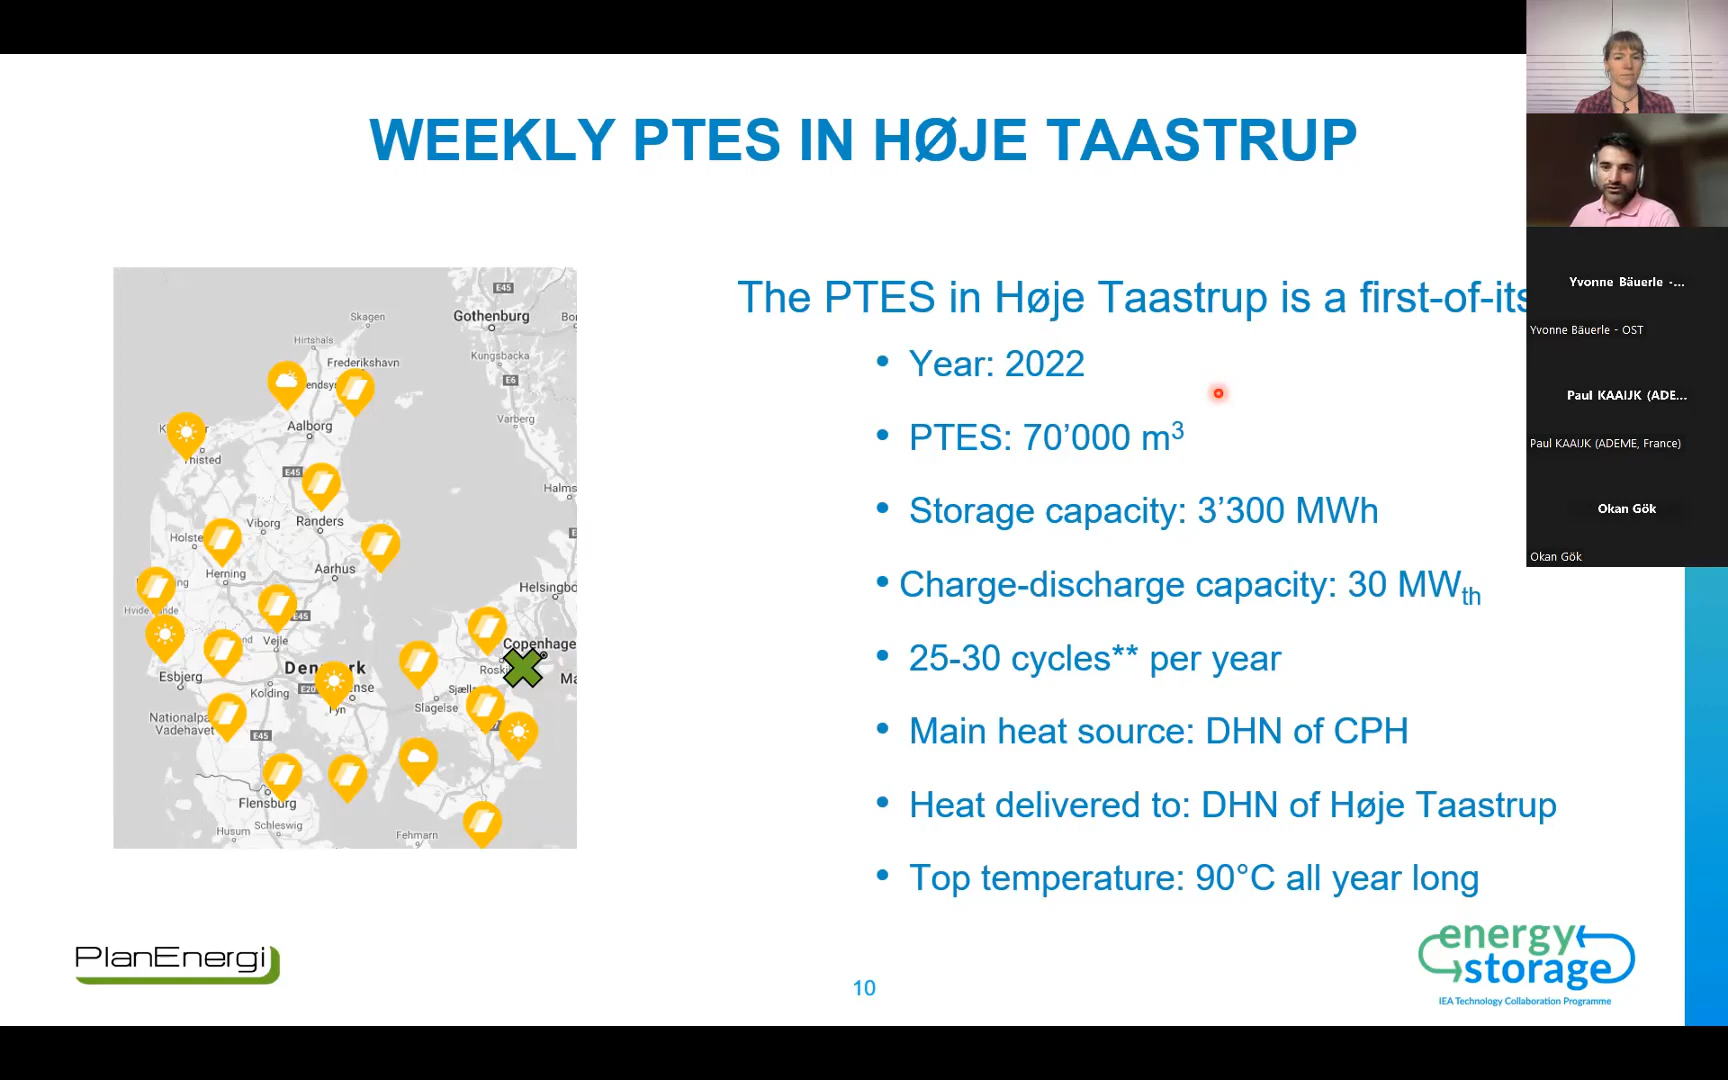 WEEKLY PTES IN HØJE TAASTRUP
The PTES in Høje Taastrup is a first-of-its
• Year: 2022
• PTES: 70’000 m³
• Storage capacity: 3’300 MWh
• Charge-discharge capacity: 30 MWth
• 25-30 cycles** per year
• Main heat source: DHN of CPH
• Heat delivered to: DHN of Høje Taastrup
• Top temperature: 90°C all year long
E45
Gothenburg
Skagen
Hirtshals
Kungsbacka
Frederikshavn
E6
Varberg
Aalborg
Thisted
E45
Halms
Viborg
Randers
Holste
Aarhus
Herning
Helsingbo
Hvide
E45
Vejle
Copenhage
Denmark
Roski
Esbjerg
Kolding
E20
Sjæll
Slagelse
Fyn
Nationalpa
Vadehavet
E45
Flensburg
Schleswig
Husum
Fehmarn
PlanEnergi
10
energy
storage
IEA Technology Collaboration Programme
Yvonne Bäuerle -...
Yvonne Bäuerle - OST
Paul KAAIJK (ADE...
Paul KAAIJK (ADEME, France)
Okan Gök
Okan Gök